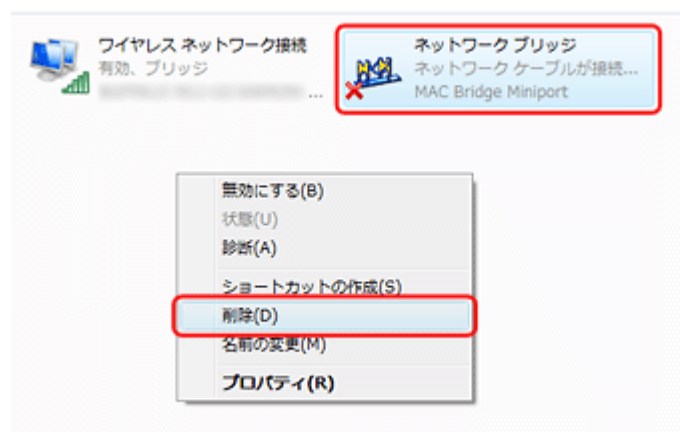 ワイヤレス ネットワーク接続
有効、ブリッジ
...
ネットワーク ブリッジ
ネットワーク ケーブルが接続...
MAC Bridge Miniport
無効にする(B)
状態(U)
診断(A)
ショートカットの作成(S)
削除(D)
名前の変更(M)
プロパティ(R)